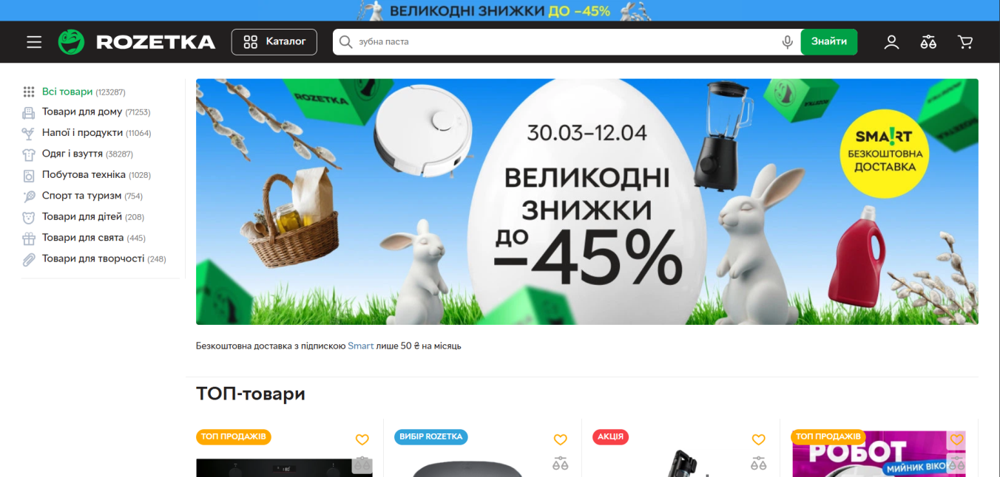 ВЕЛИКОДНІ ЗНИЖКИ ДО −45%
ROZETKA
Каталог
зубна паста
Знайти
Всі товари (123287)
Товари для дому (71253)
Напої і продукти (11064)
Одяг і взуття (38287)
Побутова техніка (1028)
Спорт та туризм (754)
Товари для дітей (208)
Товари для свята (445)
Товари для творчості (248)
ROZETKA
30.03–12.04
ВЕЛИКОДНІ
ЗНИЖКИ
ДО
−45%
SMART
БЕЗКОШТОВНА
ДОСТАВКА
Безкоштовна доставка з підпискою Smart лише 50 ₴ на місяць
ТОП-товари
ТОП ПРОДАЖІВ
ВИБІР ROZETKA
АКЦІЯ
ТОП ПРОДАЖІВ
РОБОТ
МИЙНИК ВІКОН